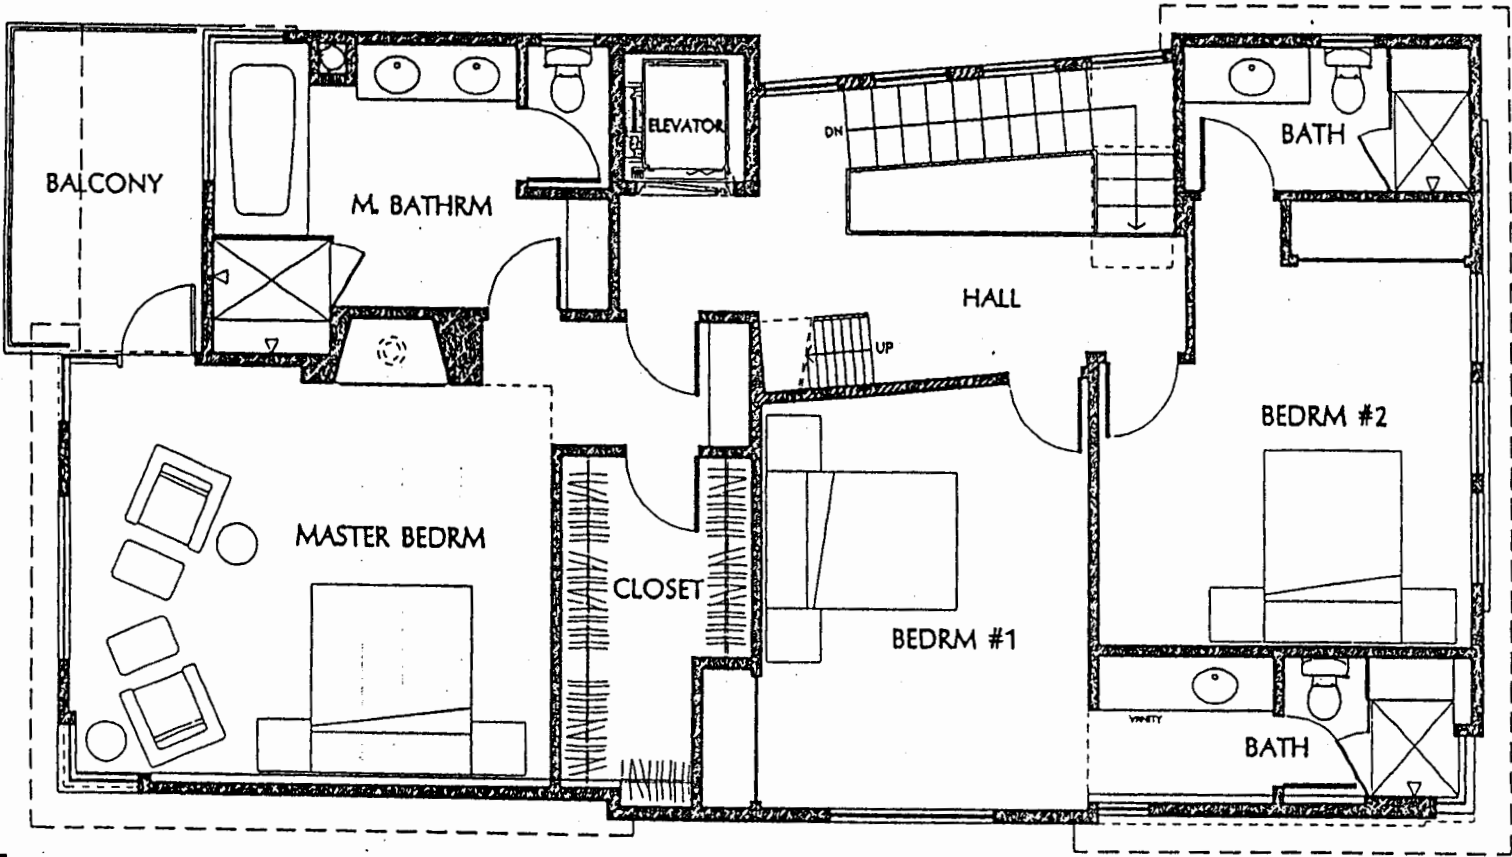 ELEVATOR
DN
BATH
BALCONY
M. BATHRM
HALL
UP
BEDRM #2
MASTER BEDRM
CLOSET
BEDRM #1
VANITY
BATH